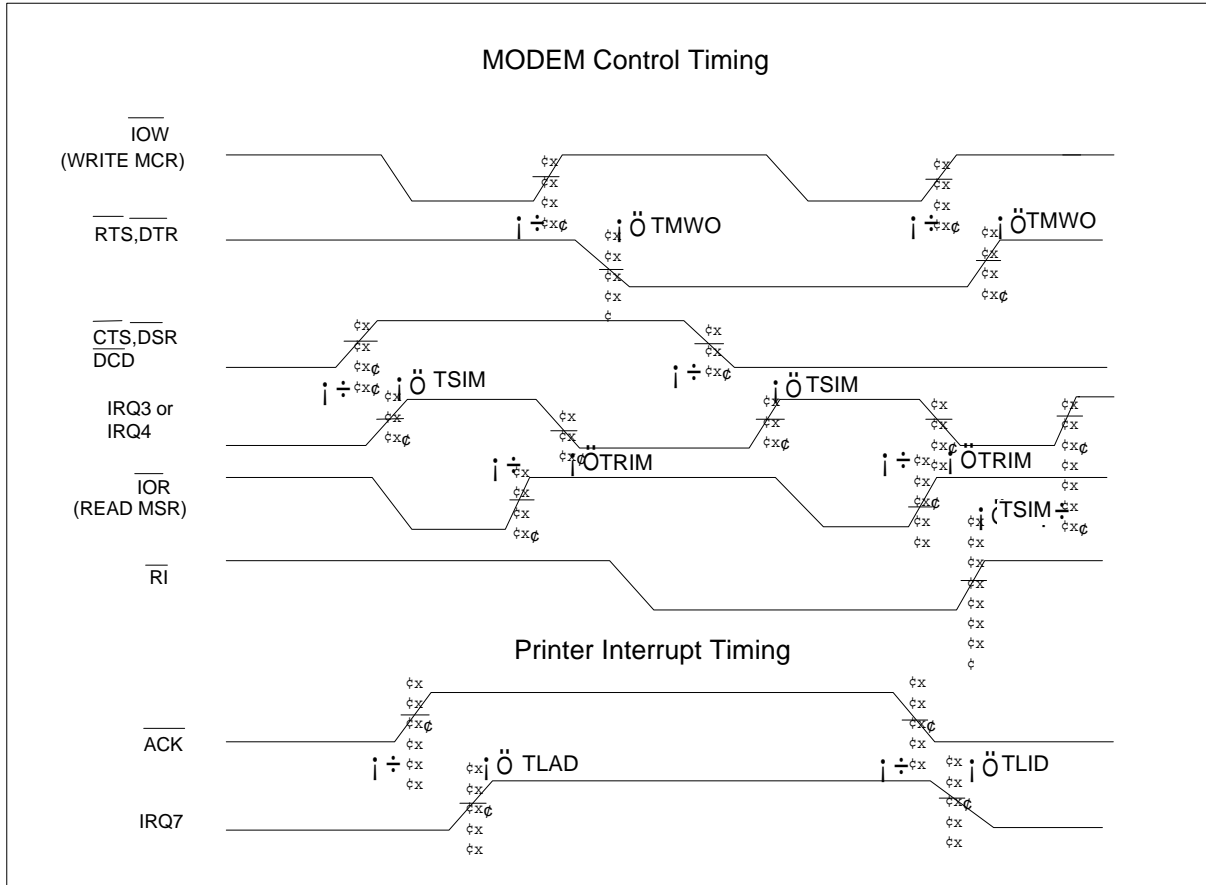 MODEM Control Timing
IOW
(WRITE MCR)
RTS,DTR
TMWO
TMWO
CTS,DSR
DCD
TSIM
TSIM
IRQ3 or
IRQ4
TRIM
TRIM
IOR
(READ MSR)
TSIM
RI
Printer Interrupt Timing
ACK
TLAD
TLID
IRQ7